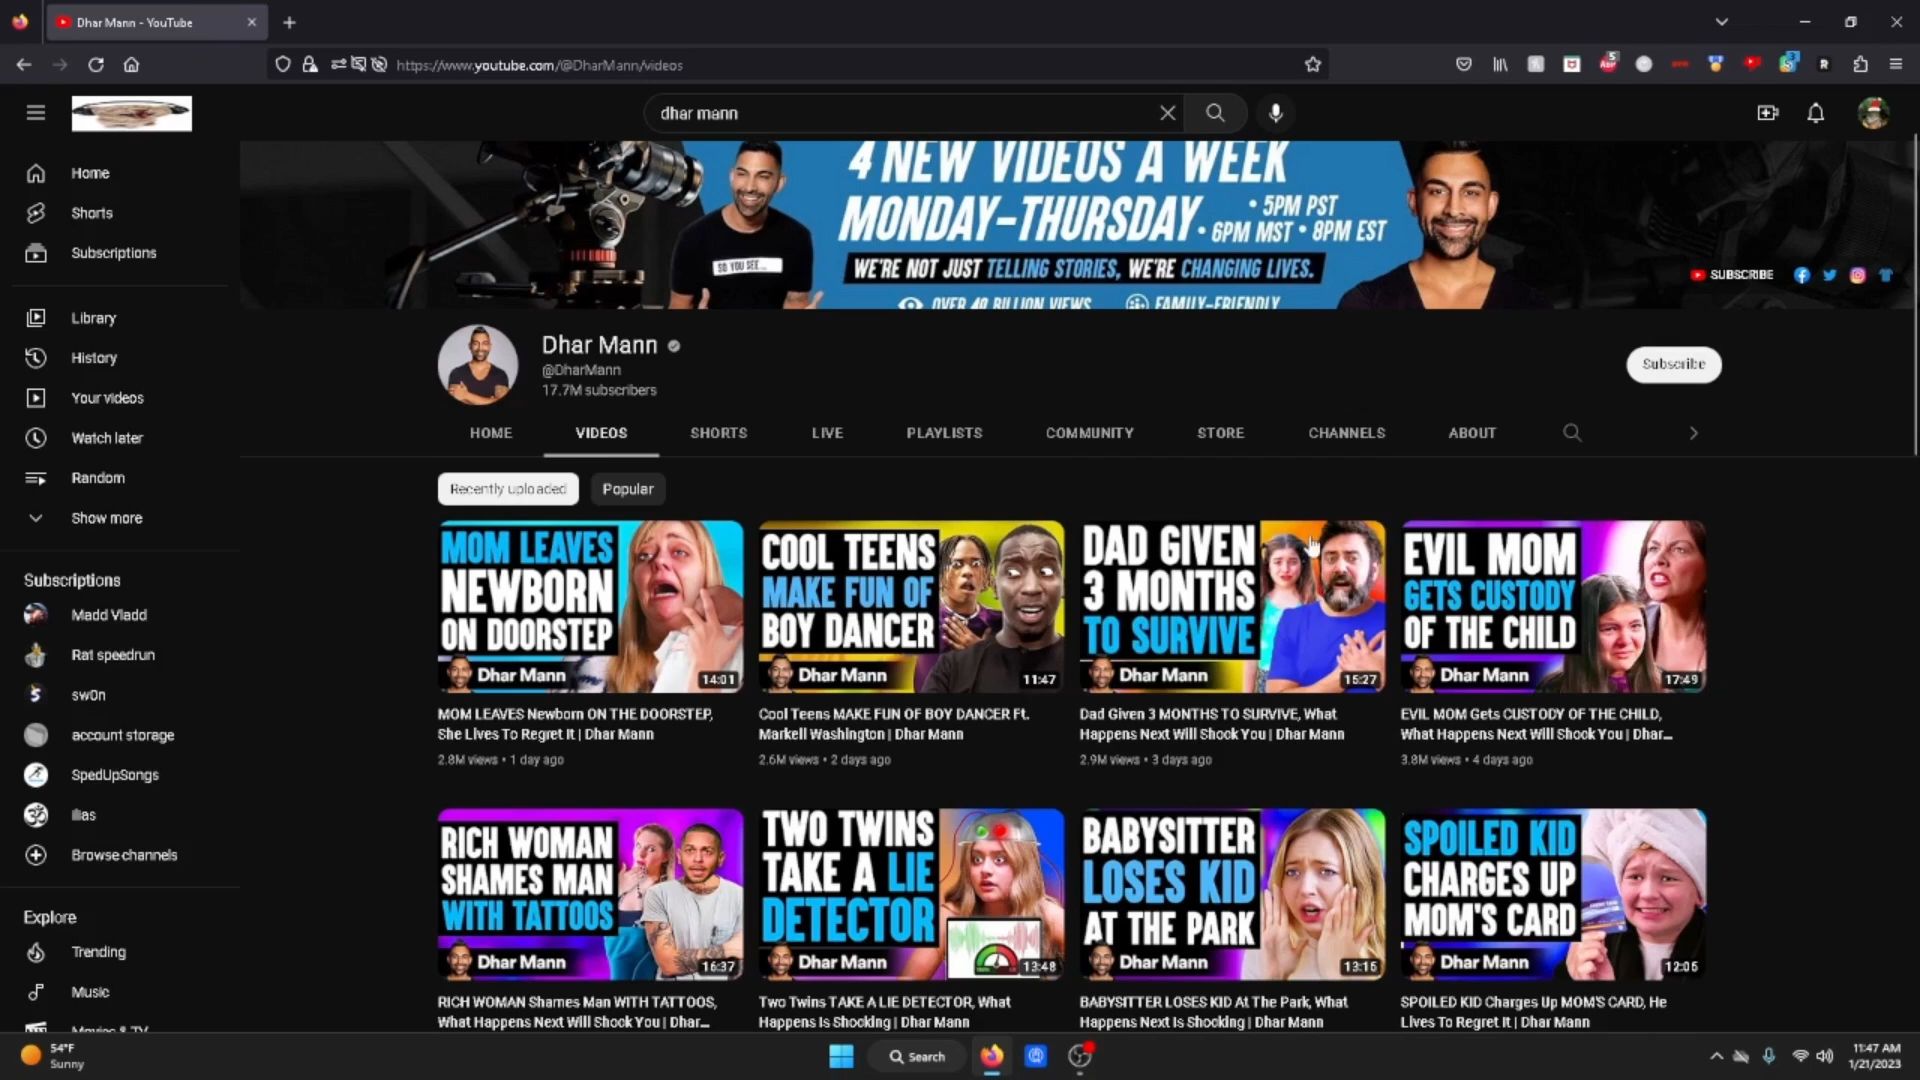 Dhar Mann - YouTube
https://www.youtube.com/@DharMann/videos
dhar mann
Home
Shorts
Subscriptions
Library
History
Your videos
Watch later
Random
Show more
Subscriptions
Madd Vladd
Rat speedrun
sw0n
account storage
SpedUpSongs
ilias
Browse channels
Explore
Trending
Music
Movies & TV
4 NEW VIDEOS A WEEK
MONDAY-THURSDAY
• 5PM PST
• 6PM MST • 8PM EST
WE'RE NOT JUST TELLING STORIES, WE'RE CHANGING LIVES.
OVER 40 BILLION VIEWS
FAMILY-FRIENDLY
SO YOU SEE...
SUBSCRIBE
Dhar Mann
@DharMann
17.7M subscribers
Subscribe
HOME
VIDEOS
SHORTS
LIVE
PLAYLISTS
COMMUNITY
STORE
CHANNELS
ABOUT
Recently uploaded
Popular
MOM LEAVES
NEWBORN
ON DOORSTEP
Dhar Mann
14:01
MOM LEAVES Newborn ON THE DOORSTEP,
She Lives To Regret It | Dhar Mann
2.8M views • 1 day ago
COOL TEENS
MAKE FUN OF
BOY DANCER
Dhar Mann
11:47
Cool Teens MAKE FUN OF BOY DANCER Ft.
Markell Washington | Dhar Mann
2.6M views • 2 days ago
DAD GIVEN
3 MONTHS
TO SURVIVE
Dhar Mann
15:27
Dad Given 3 MONTHS TO SURVIVE, What
Happens Next Will Shock You | Dhar Mann
2.9M views • 3 days ago
EVIL MOM
GETS CUSTODY
OF THE CHILD
Dhar Mann
17:49
EVIL MOM Gets CUSTODY OF THE CHILD,
What Happens Next Will Shock You | Dhar...
3.8M views • 4 days ago
RICH WOMAN
SHAMES MAN
WITH TATTOOS
Dhar Mann
16:37
RICH WOMAN Shames Man WITH TATTOOS,
What Happens Next Will Shock You | Dhar...
TWO TWINS
TAKE A LIE
DETECTOR
Dhar Mann
13:48
Two Twins TAKE A LIE DETECTOR, What
Happens Is Shocking | Dhar Mann
BABYSITTER
LOSES KID
AT THE PARK
Dhar Mann
13:15
BABYSITTER LOSES KID At The Park, What
Happens Next Is Shocking | Dhar Mann
SPOILED KID
CHARGES UP
MOM'S CARD
Dhar Mann
12:05
SPOILED KID Charges Up MOM'S CARD, He
Lives To Regret It | Dhar Mann
54°F
Sunny
Search
11:47 AM
1/21/2023